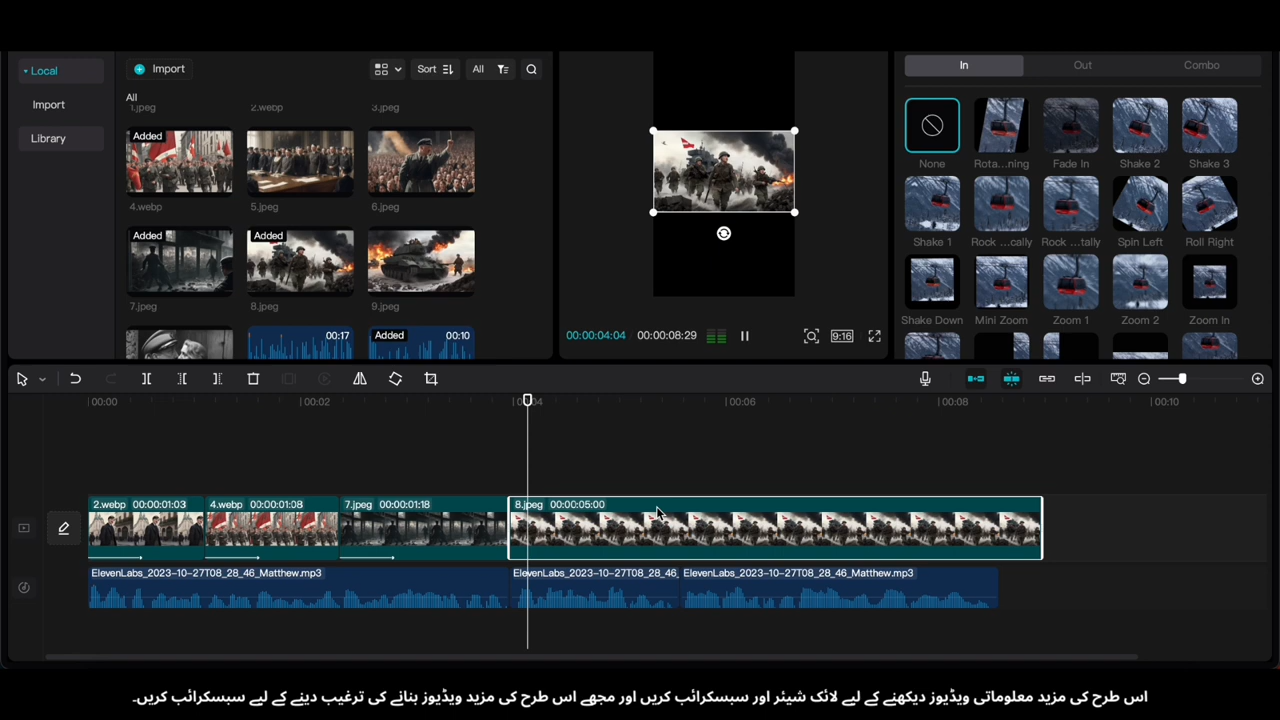 Local
Import
Library
Import
Sort
All
All
1.jpeg
2.webp
3.jpeg
Added
4.webp
5.jpeg
6.jpeg
Added
Added
7.jpeg
8.jpeg
9.jpeg
00:17
Added
00:10
00:00:04:04
00:00:08:29
9:16
In
Out
Combo
None
Rota...ning
Fade In
Shake 2
Shake 3
Shake 1
Rock ...cally
Rock ...tally
Spin Left
Roll Right
Shake Down
Mini Zoom
Zoom 1
Zoom 2
Zoom In
00:00
00:02
00:04
00:06
00:08
00:10
2.webp 00:00:01:03
4.webp 00:00:01:08
7.jpeg 00:00:01:18
8.jpeg 00:00:05:00
ElevenLabs_2023-10-27T08_28_46_Matthew.mp3
ElevenLabs_2023-10-27T08_28_46_
ElevenLabs_2023-10-27T08_28_46_Matthew.mp3
اس طرح کی مزید معلوماتی ویڈیوز دیکھنے کے لیے لائک شیئر اور سبسکرائب کریں اور مجھے اس طرح کی مزید ویڈیوز بنانے کی ترغیب دینے کے لیے سبسکرائب کریں۔